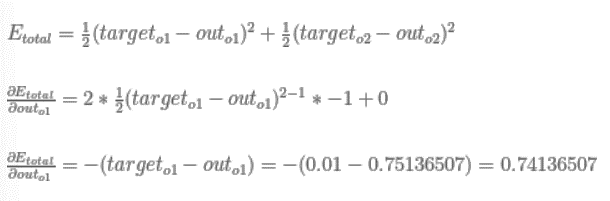 E_total = 1/2(target_o1 − out_o1)² + 1/2(target_o2 − out_o2)²
∂E_total/∂out_o1 = 2 * 1/2(target_o1 − out_o1)²⁻¹ * −1 + 0
∂E_total/∂out_o1 = −(target_o1 − out_o1) = −(0.01 − 0.75136507) = 0.74136507